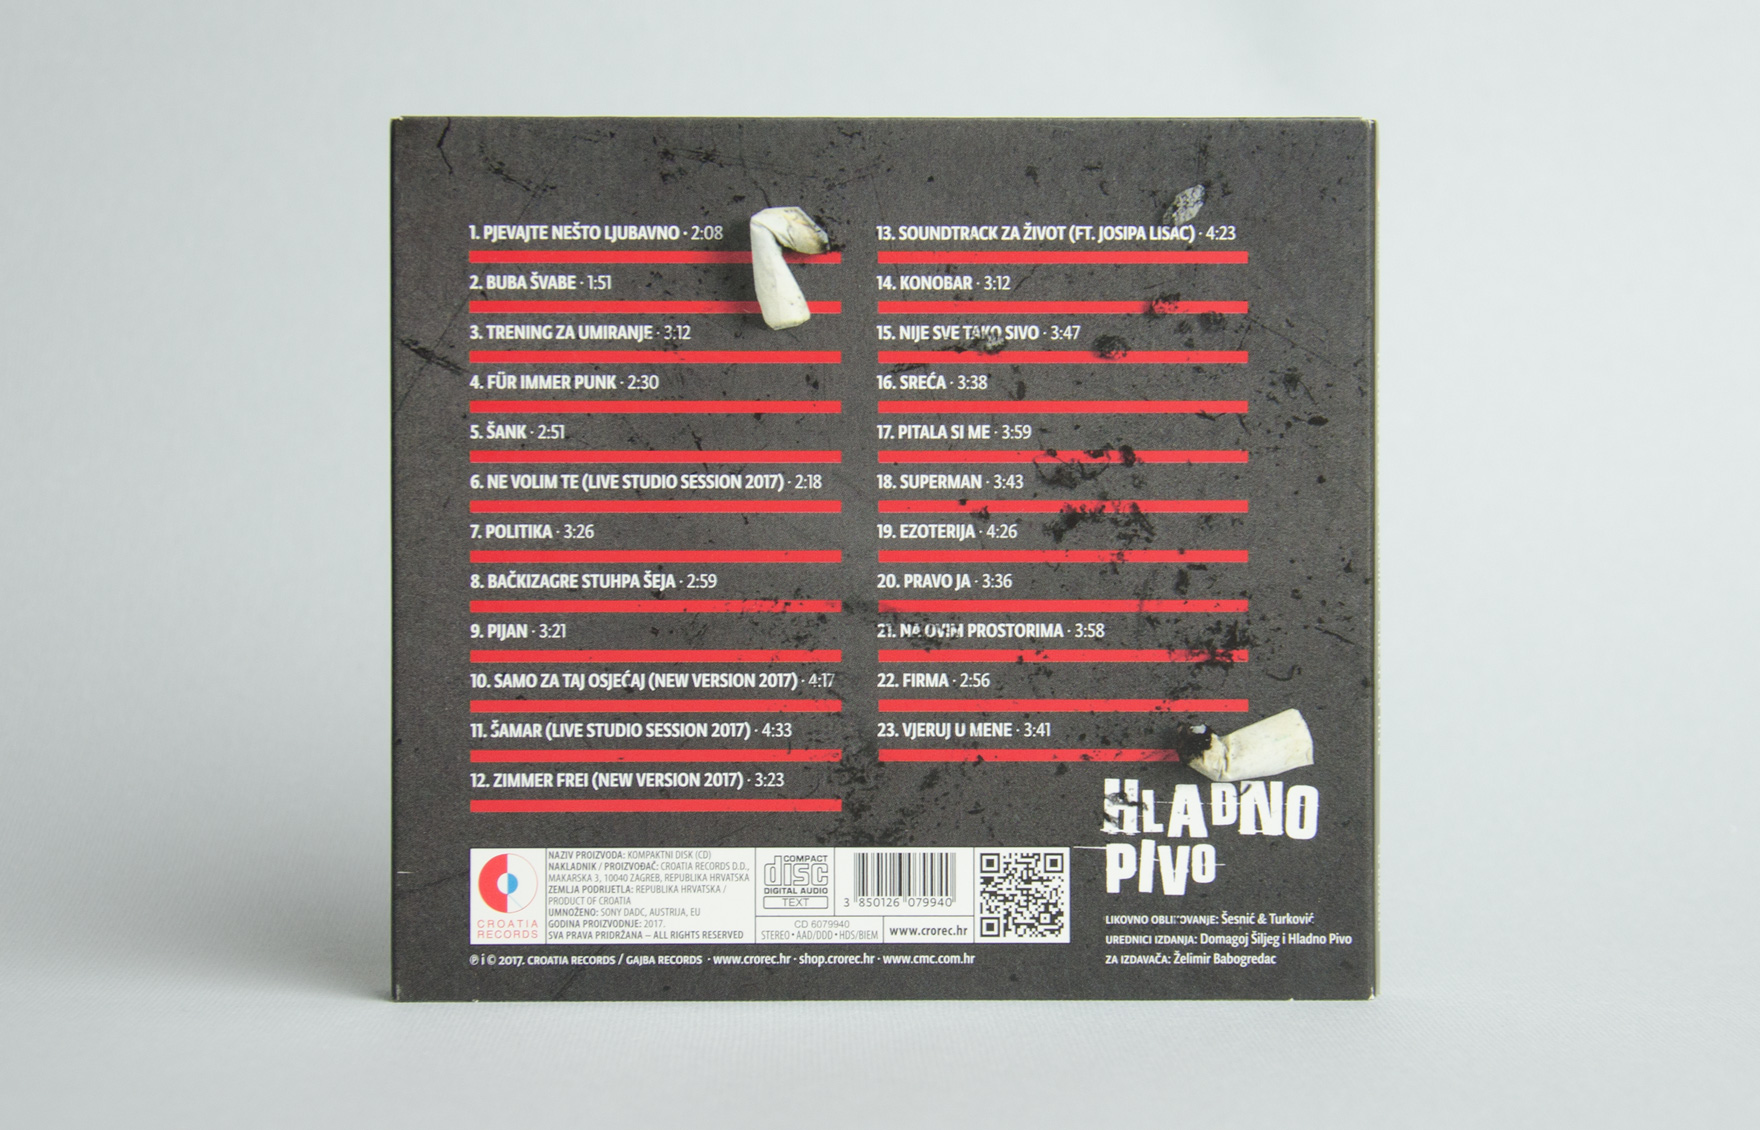 1. PJEVAJTE NEŠTO LJUBAVNO · 2:08
2. BUBA ŠVABE · 1:51
3. TRENING ZA UMIRANJE · 3:12
4. FÜR IMMER PUNK · 2:30
5. ŠANK · 2:51
6. NE VOLIM TE (LIVE STUDIO SESSION 2017) · 2:18
7. POLITIKA · 3:26
8. BAČKIZAGRE STUHPA ŠEJA · 2:59
9. PIJAN · 3:21
10. SAMO ZA TAJ OSJEĆAJ (NEW VERSION 2017) · 4:17
11. ŠAMAR (LIVE STUDIO SESSION 2017) · 4:33
12. ZIMMER FREI (NEW VERSION 2017) · 3:23
13. SOUNDTRACK ZA ŽIVOT (FT. JOSIPA LISAC) · 4:23
14. KONOBAR · 3:12
15. NIJE SVE TAKO SIVO · 3:47
16. SREĆA · 3:38
17. PITALA SI ME · 3:59
18. SUPERMAN · 3:43
19. EZOTERIJA · 4:26
20. PRAVO JA · 3:36
21. NA OVIM PROSTORIMA · 3:58
22. FIRMA · 2:56
23. VJERUJ U MENE · 3:41
HLADNO
PIVO
LIKOVNO OBLIKOVANJE: Šesnić & Turković
UREDNICI IZDANJA: Domagoj Šiljeg i Hladno Pivo
ZA IZDAVAČA: Želimir Babogredac
CROATIA
RECORDS
NAZIV PROIZVODA: KOMPAKTNI DISK (CD)
NAKLADNIK / PROIZVOĐAČ: CROATIA RECORDS D.D.,
MAKARSKA 3, 10040 ZAGREB, REPUBLIKA HRVATSKA
ZEMLJA PODRIJETLA: REPUBLIKA HRVATSKA /
PRODUCT OF CROATIA
UMNOŽENO: SONY DADC, AUSTRIJA, EU
GODINA PROIZVODNJE: 2017.
SVA PRAVA PRIDRŽANA – ALL RIGHTS RESERVED
COMPACT
disc
DIGITAL AUDIO
TEXT
3 850126 079940
CD 6079940
STEREO • AAD/DDD • HDS/BIEM
www.crorec.hr
℗ i © 2017. CROATIA RECORDS / GAJBA RECORDS · www.crorec.hr · shop.crorec.hr · www.cmc.com.hr